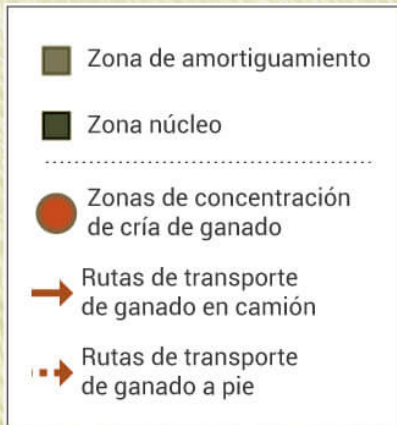 Zona de amortiguamiento
Zona núcleo
Zonas de concentración
de cría de ganado
Rutas de transporte
de ganado en camión
Rutas de transporte
de ganado a pie